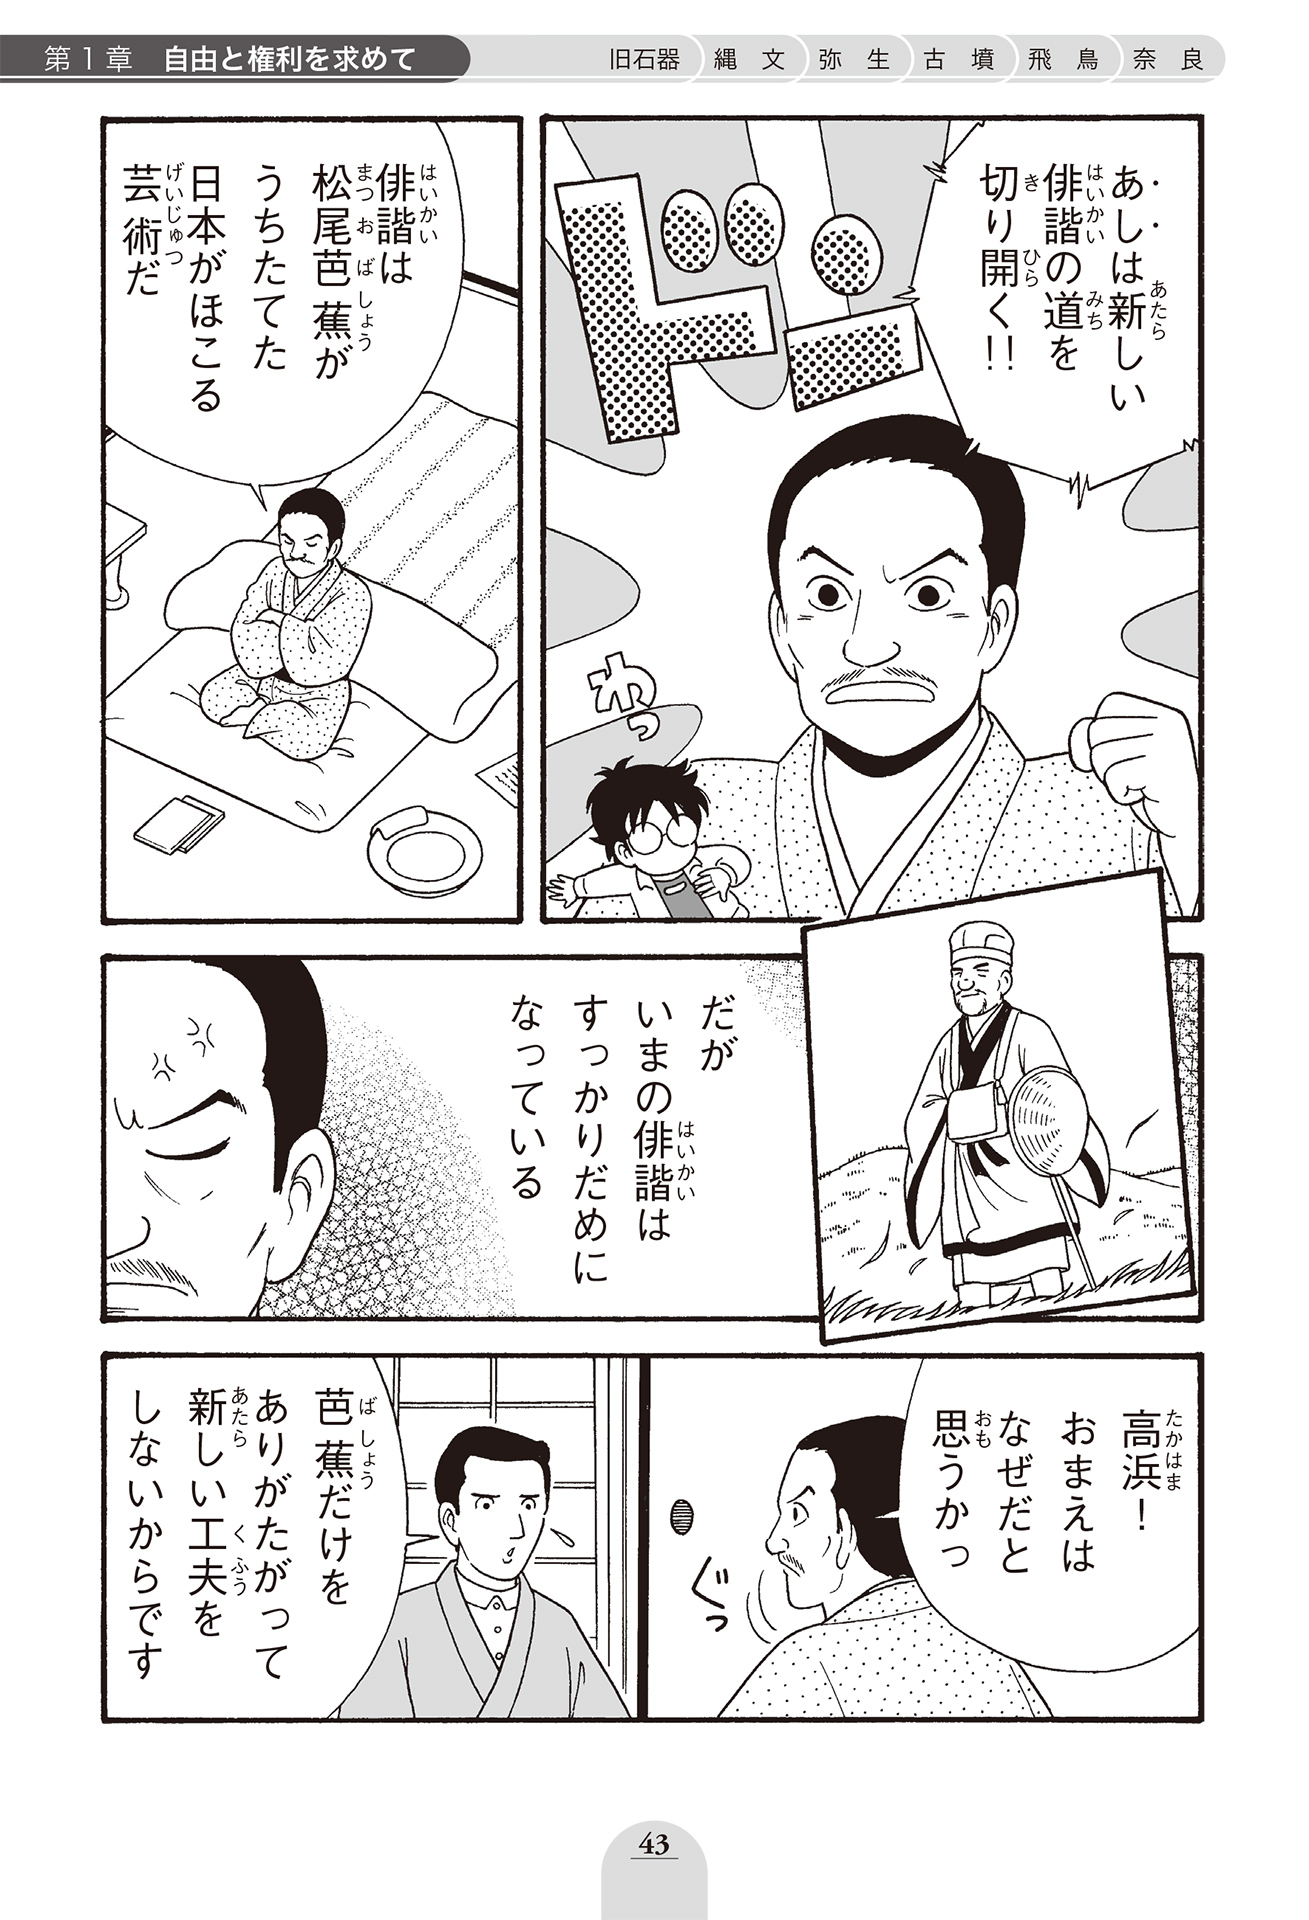 第1章 自由と権利を求めて
旧石器 縄文 弥生 古墳 飛鳥 奈良
あしは新しい
俳諧の道を
切り開く!!
ドーン
わっ
俳諧は
松尾芭蕉が
うちたてた
日本がほこる
芸術だ
だが
いまの俳諧は
すっかりだめに
なっている
高浜!
おまえは
なぜだと
思うかっ
ぐっ
芭蕉だけを
ありがたがって
新しい工夫を
しないからです
43